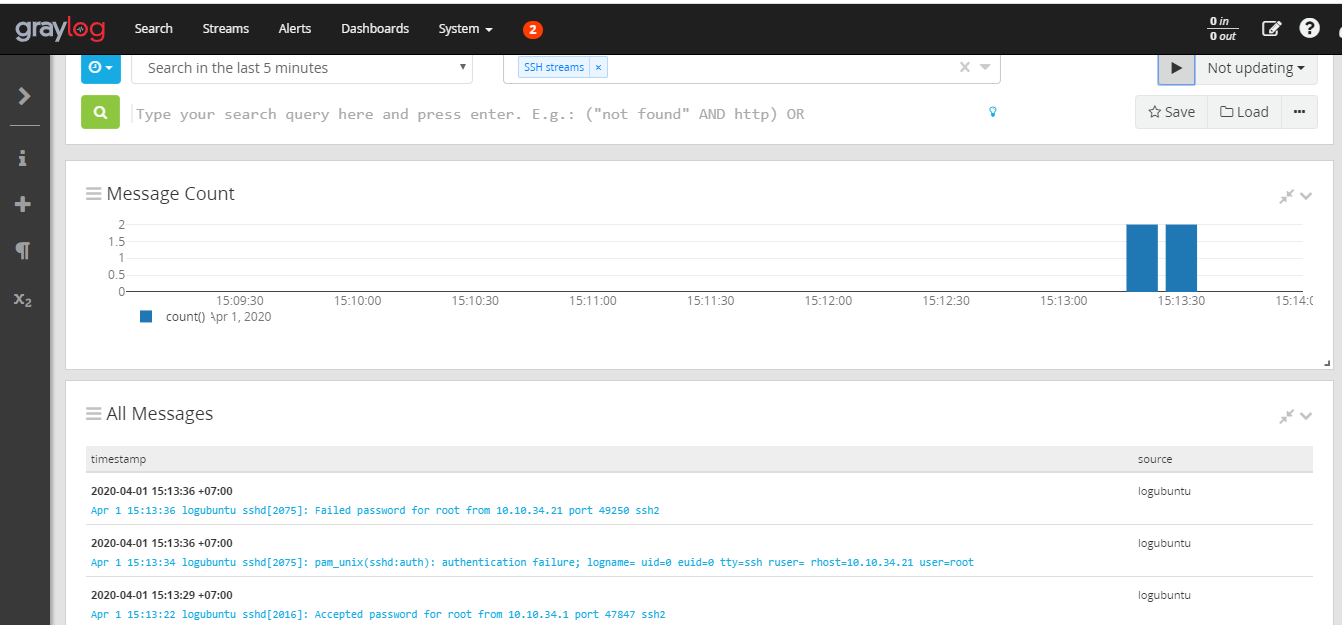 graylog Search Streams Alerts Dashboards System 2 0 in
0 out
Search in the last 5 minutes SSH streams × Not updating
Type your search query here and press enter. E.g.: ("not found" AND http) OR Save Load ...
Message Count
2
1.5
1
0.5
0
15:09:30 15:10:00 15:10:30 15:11:00 15:11:30 15:12:00 15:12:30 15:13:00 15:13:30 15:14:0
count() Apr 1, 2020
All Messages
timestamp source
2020-04-01 15:13:36 +07:00 logubuntu
Apr 1 15:13:36 logubuntu sshd[2075]: Failed password for root from 10.10.34.21 port 49250 ssh2
2020-04-01 15:13:36 +07:00 logubuntu
Apr 1 15:13:34 logubuntu sshd[2075]: pam_unix(sshd:auth): authentication failure; logname= uid=0 euid=0 tty=ssh ruser= rhost=10.10.34.21 user=root
2020-04-01 15:13:29 +07:00 logubuntu
Apr 1 15:13:22 logubuntu sshd[2016]: Accepted password for root from 10.10.34.1 port 47847 ssh2